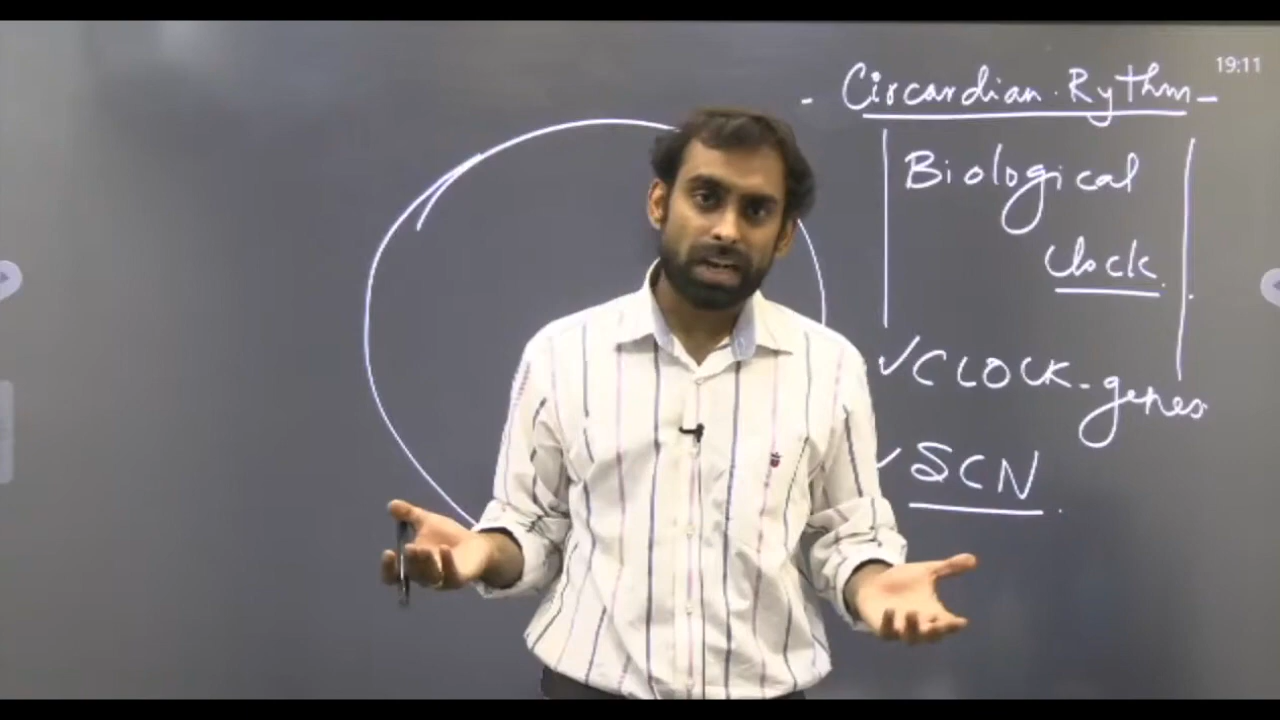 19:11
- Circardian. Rythm -
Biological
Clock.
✓CLOCK-genes
✓SCN